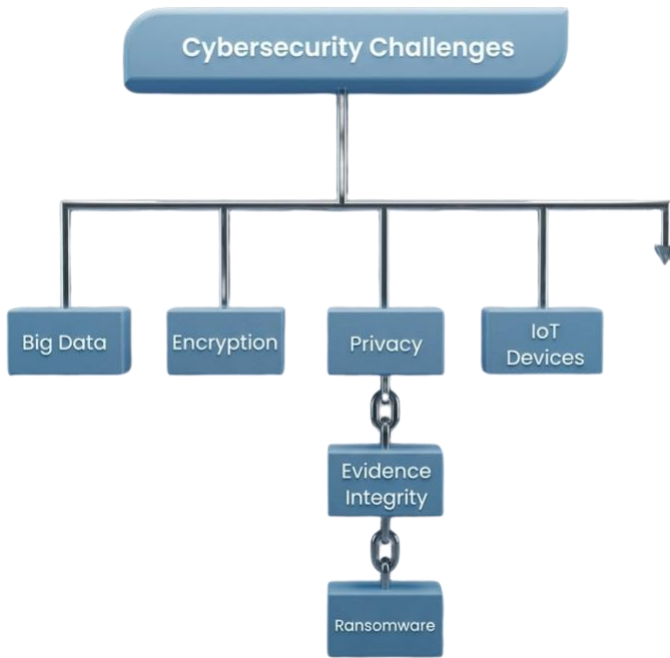 Cybersecurity Challenges
Big Data
Encryption
Privacy
IoT
Devices
Evidence
Integrity
Ransomware